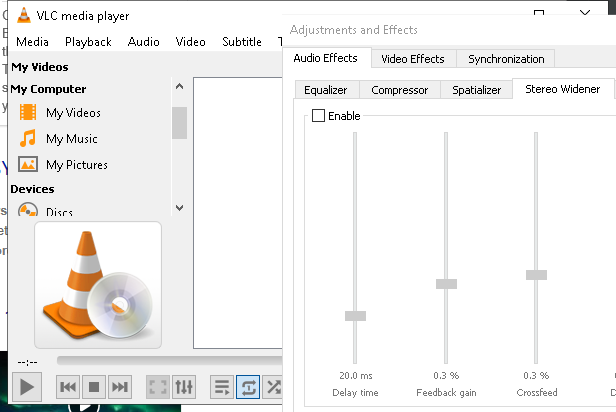 VLC media player
Media Playback Audio Video Subtitle
My Videos
My Computer
My Videos
My Music
My Pictures
Devices
Discs
--:--
Adjustments and Effects
Audio Effects Video Effects Synchronization
Equalizer Compressor Spatializer Stereo Widener
Enable
20.0 ms 0.3 % 0.3 %
Delay time Feedback gain Crossfeed